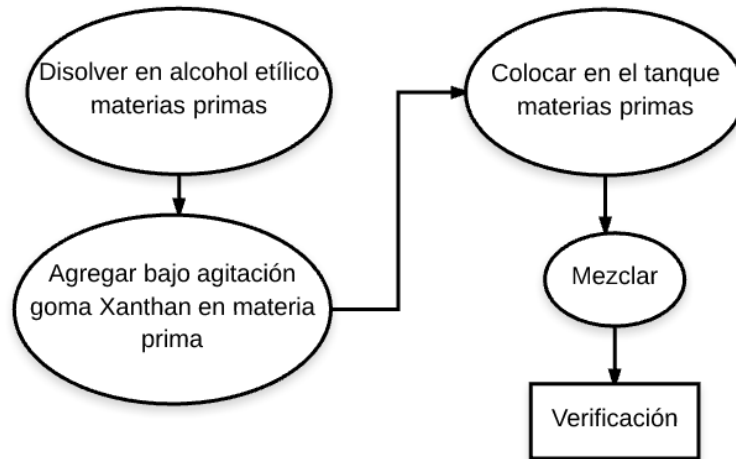 Disolver en alcohol etílico
materias primas
Agregar bajo agitación
goma Xanthan en materia
prima
Colocar en el tanque
materias primas
Mezclar
Verificación